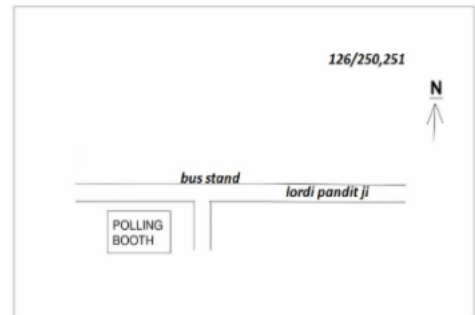 126/250,251
N
bus stand
lordi pandit ji
POLLING
BOOTH